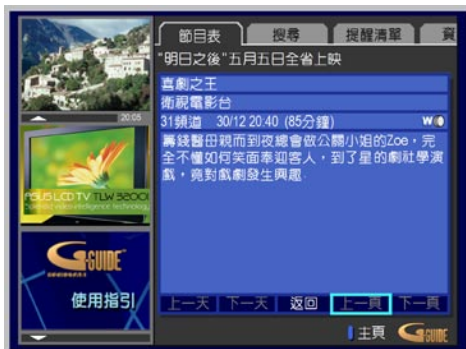 節目表 搜尋 提醒清單 資
"明日之後"五月五日全省上映
喜劇之王
衛視電影台
31頻道 30/12 20:40 (85分鐘)
籌錢醫母親而到夜總會做公關小姐的Zoe，完
全不懂如何笑面奉迎客人，到了星的劇社學演
戲，竟對戲劇發生興趣.
20:05
ASUS LCD TV TLW 32001
Splendid video intelligence technology
G-GUIDE
使用指引
上一天 下一天 返回 上一頁 下一頁
主頁 G-GUIDE